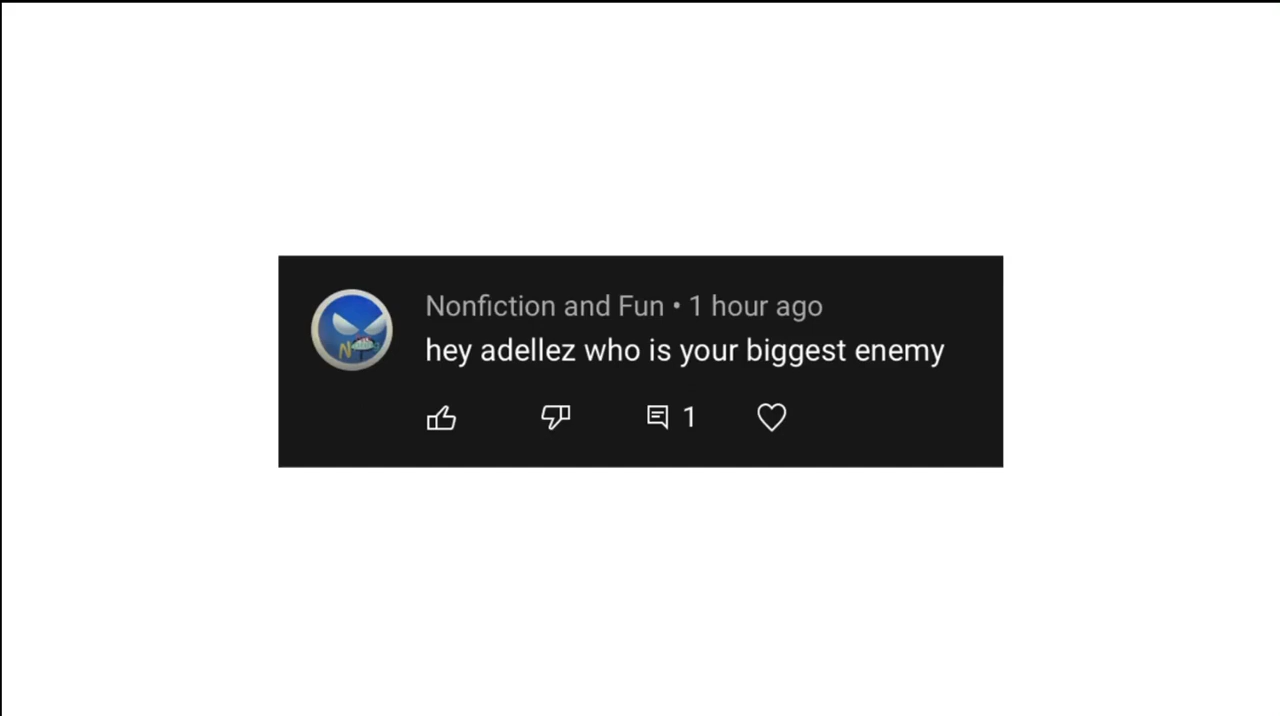 Nonfiction and Fun • 1 hour ago
hey adellez who is your biggest enemy
1